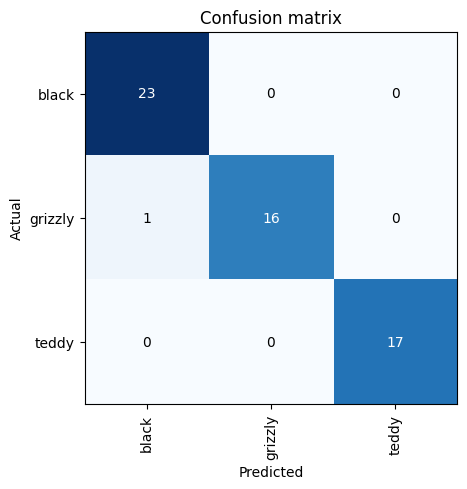 Confusion matrix
Actual
black 23 0 0
grizzly 1 16 0
teddy 0 0 17
black grizzly teddy
Predicted